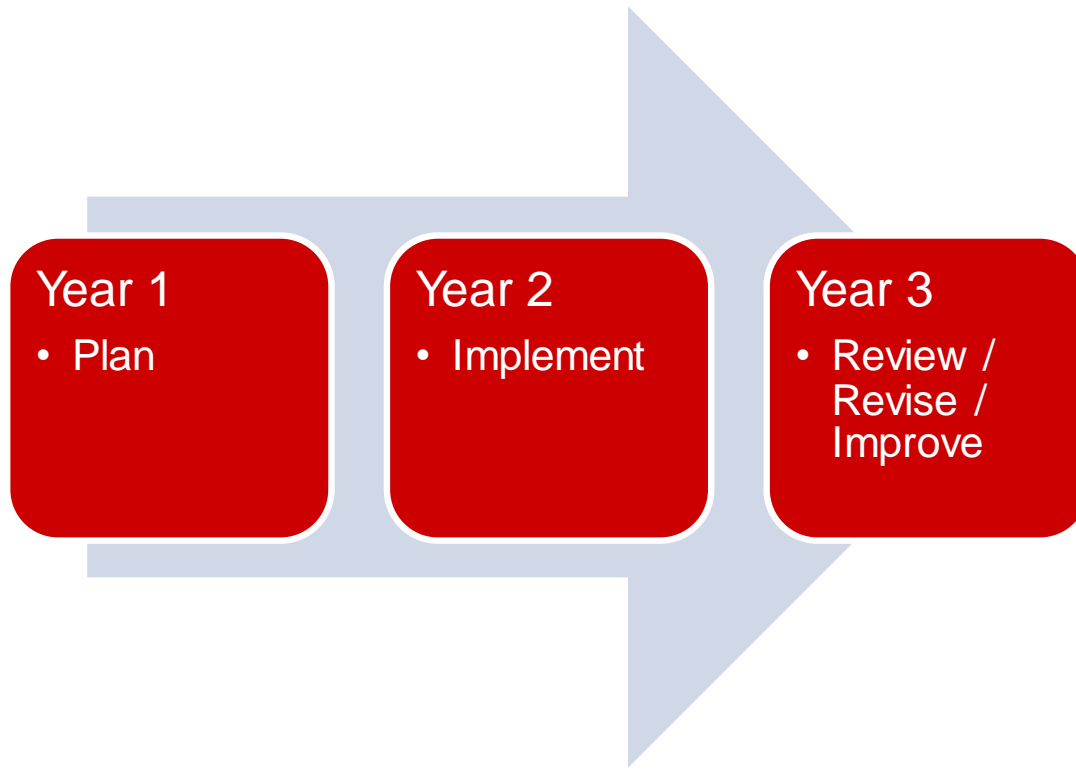 Year 1
• Plan
Year 2
• Implement
Year 3
• Review /
Revise /
Improve